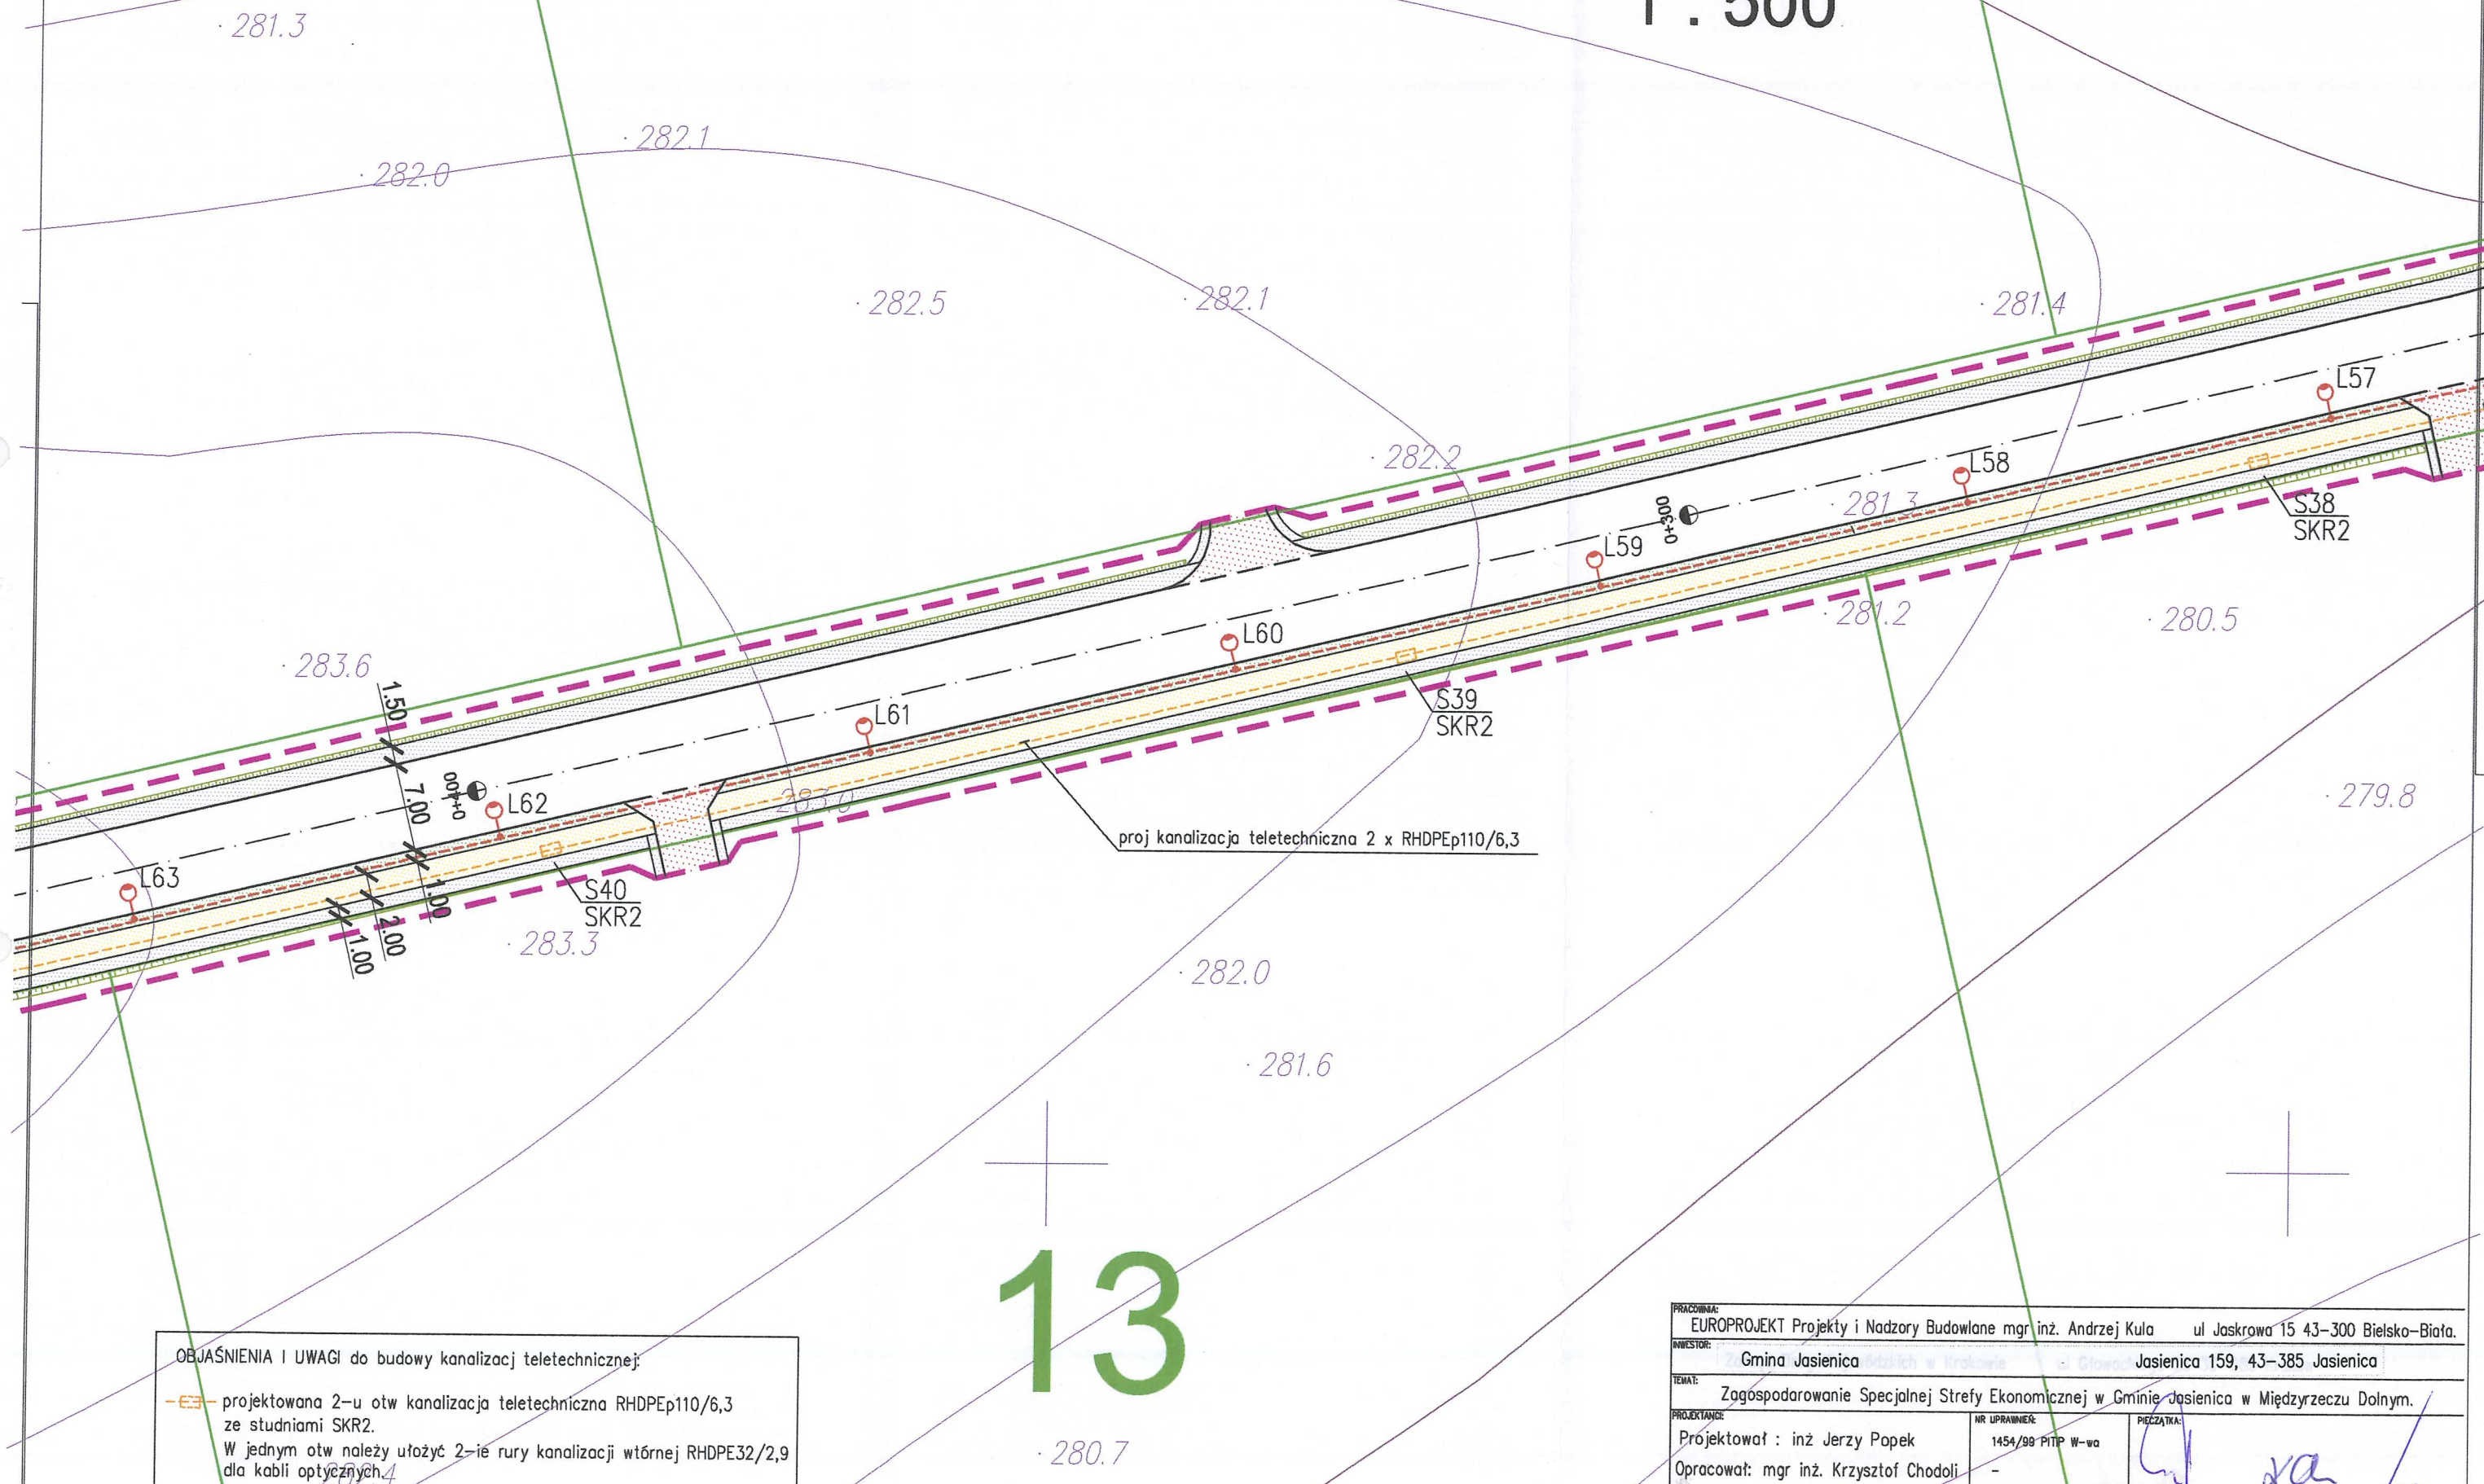 1 : 500
281.3
282.1
282.0
282.5
282.1
281.4
L57
282.2
L58
S38
SKR2
0+300
281.3
L59
281.2
280.5
L60
283.6
1.50
S39
SKR2
L61
7.00
0+400
L62
283.0
279.8
proj kanalizacja teletechniczna 2 x RHDPEp110/6,3
L63
1.00
S40
SKR2
2.00
1.00
283.3
282.0
281.6
13
280.7
OBJAŚNIENIA I UWAGI do budowy kanalizacj teletechnicznej:
projektowana 2-u otw kanalizacja teletechniczna RHDPEp110/6,3
ze studniami SKR2.
W jednym otw należy ułożyć 2-ie rury kanalizacji wtórnej RHDPE32/2,9
dla kabli optycznych.
PRACOWNIA:
EUROPROJEKT Projekty i Nadzory Budowlane mgr inż. Andrzej Kula ul Jaskrowa 15 43-300 Bielsko-Biała.
INWESTOR:
Gmina Jasienica Jasienica 159, 43-385 Jasienica
TEMAT:
Zagospodarowanie Specjalnej Strefy Ekonomicznej w Gminie Jasienica w Międzyrzeczu Dolnym.
PROJEKTANCI: NR UPRAWNIEŃ: PIECZĄTKA:
Projektował : inż Jerzy Popek 1454/99 PITP W-wa
Opracował: mgr inż. Krzysztof Chodoli -